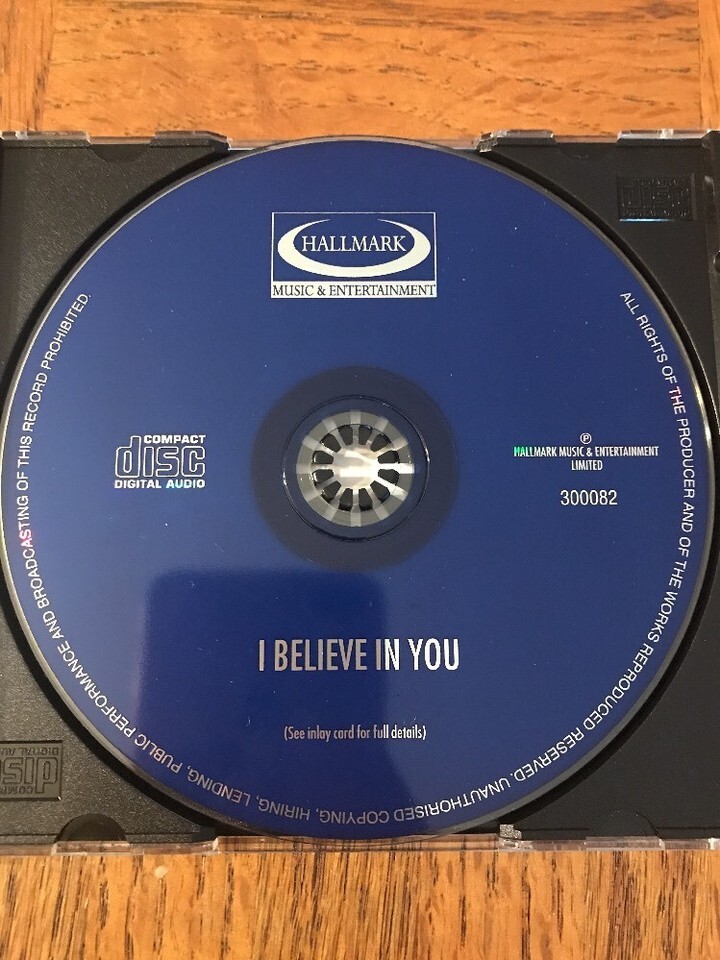 HALLMARK
MUSIC & ENTERTAINMENT
COMPACT
disc
DIGITAL AUDIO
℗
HALLMARK MUSIC & ENTERTAINMENT
LIMITED
300082
I BELIEVE IN YOU
(See inlay card for full details)
ALL RIGHTS OF THE PRODUCER AND OF THE WORKS REPRODUCED RESERVED. UNAUTHORISED COPYING, HIRING, LENDING, PUBLIC PERFORMANCE AND BROADCASTING OF THIS RECORD PROHIBITED.